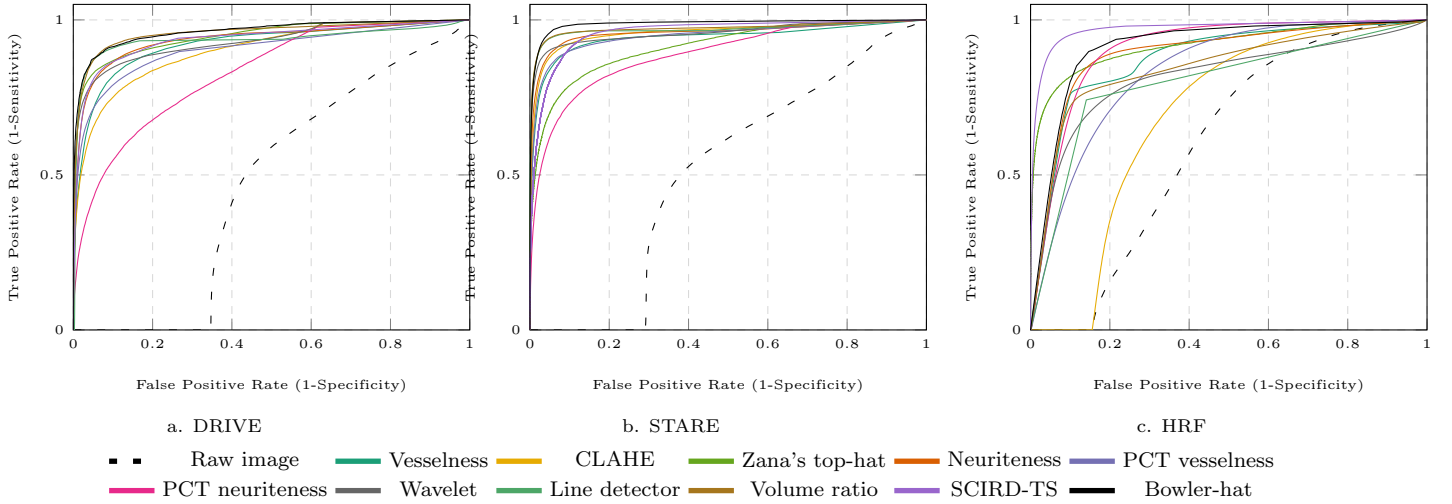 True Positive Rate (1-Sensitivity)
1
0.5
0
0 0.2 0.4 0.6 0.8 1
False Positive Rate (1-Specificity)
a. DRIVE
True Positive Rate (1-Sensitivity)
1
0.5
0
0 0.2 0.4 0.6 0.8 1
False Positive Rate (1-Specificity)
b. STARE
True Positive Rate (1-Sensitivity)
1
0.5
0
0 0.2 0.4 0.6 0.8 1
False Positive Rate (1-Specificity)
c. HRF
Raw image Vesselness CLAHE Zana's top-hat Neuriteness PCT vesselness
PCT neuriteness Wavelet Line detector Volume ratio SCIRD-TS Bowler-hat